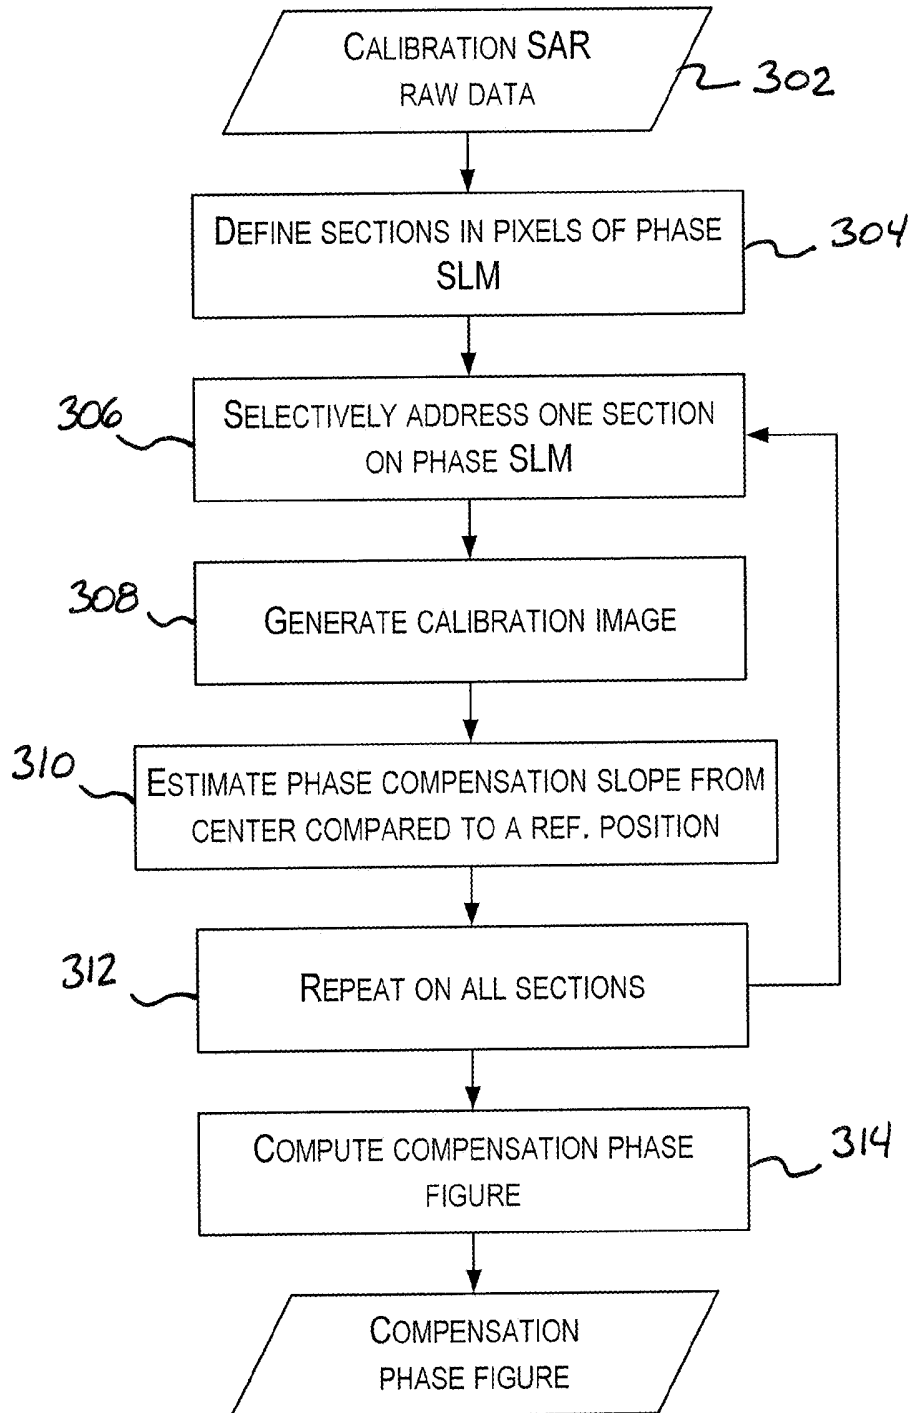 CALIBRATION SAR
RAW DATA
302
DEFINE SECTIONS IN PIXELS OF PHASE
SLM
304
306
SELECTIVELY ADDRESS ONE SECTION
ON PHASE SLM
308
GENERATE CALIBRATION IMAGE
310
ESTIMATE PHASE COMPENSATION SLOPE FROM
CENTER COMPARED TO A REF. POSITION
312
REPEAT ON ALL SECTIONS
COMPUTE COMPENSATION PHASE
FIGURE
314
COMPENSATION
PHASE FIGURE